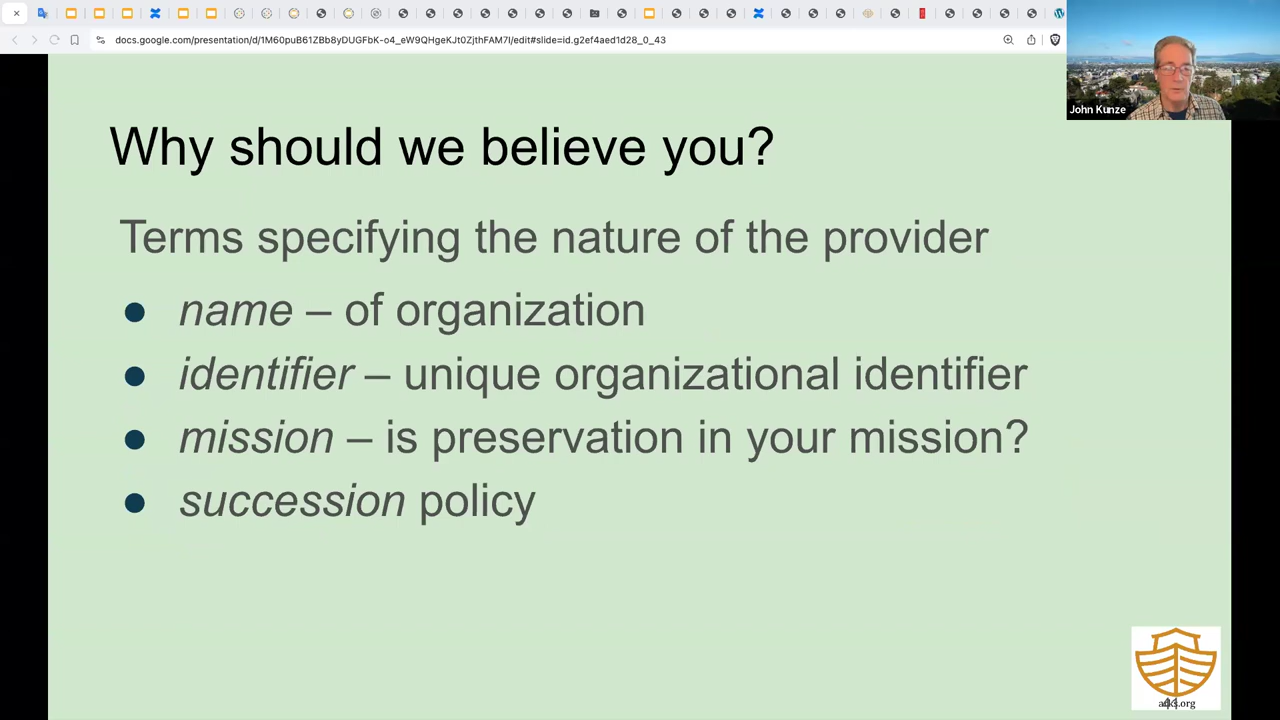 docs.google.com/presentation/d/1M60puB61ZBb8yDUGFbK-o4_eW9QHgeKJt0ZjthFAM7I/edit#slide=id.g2ef4aed1d28_0_43
John Kunze
Why should we believe you?
Terms specifying the nature of the provider
● name – of organization
● identifier – unique organizational identifier
● mission – is preservation in your mission?
● succession policy